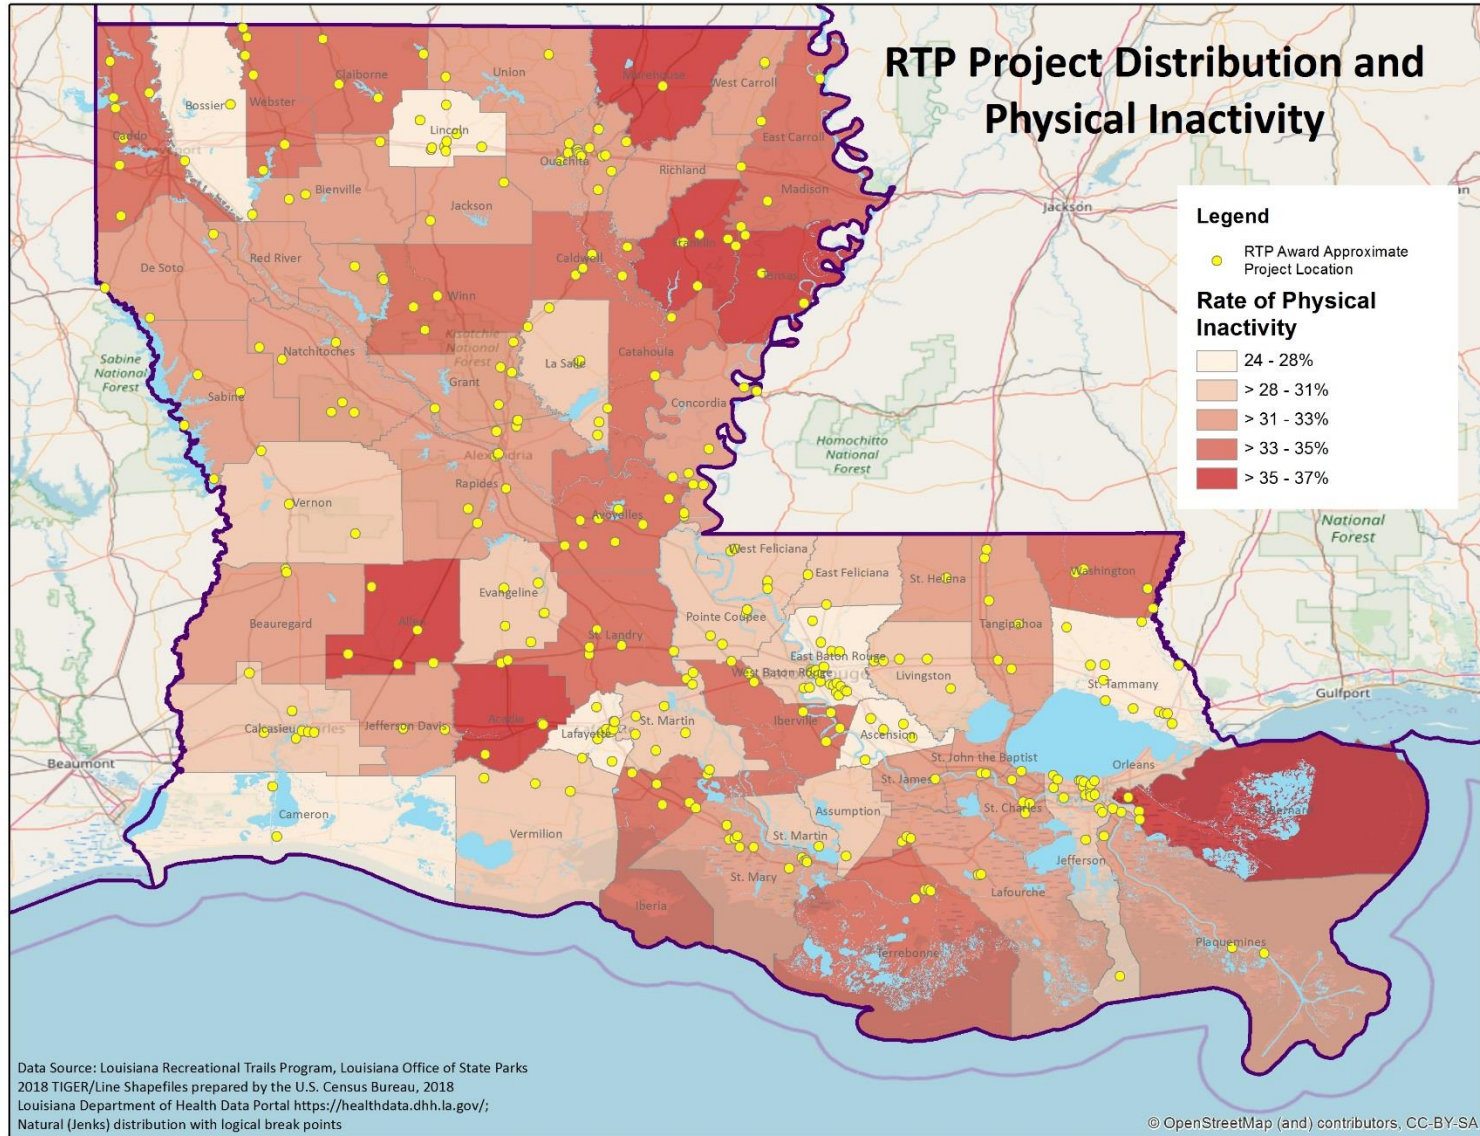 RTP Project Distribution and
Physical Inactivity
Legend
RTP Award Approximate
Project Location
Rate of Physical
Inactivity
24 - 28%
> 28 - 31%
> 31 - 33%
> 33 - 35%
> 35 - 37%
Caddo
Bossier
Webster
Claiborne
Union
Morehouse
West Carroll
East Carroll
Lincoln
Ouachita
Richland
Madison
Bienville
Jackson
Jackson
De Soto
Red River
Caldwell
Franklin
Tensas
Winn
Kisatchie
National
Forest
Natchitoches
Grant
La Salle
Catahoula
Concordia
Sabine
National
Forest
Sabine
Homochitto
National
Forest
Alexandria
Rapides
Vernon
Avoyelles
National
Forest
West Feliciana
East Feliciana
St. Helena
Washington
Beauregard
Allen
Evangeline
St. Landry
Pointe Coupee
Tangipahoa
East Baton Rouge
West Baton Rouge
Livingston
St. Tammany
Gulfport
Calcasieu
Jefferson Davis
Acadia
Lafayette
St. Martin
Iberville
Ascension
Beaumont
St. John the Baptist
Orleans
St. James
Cameron
Vermilion
Assumption
St. Charles
St. Martin
Jefferson
St. Mary
Iberia
Lafourche
Terrebonne
Plaquemines
Data Source: Louisiana Recreational Trails Program, Louisiana Office of State Parks
2018 TIGER/Line Shapefiles prepared by the U.S. Census Bureau, 2018
Louisiana Department of Health Data Portal https://healthdata.dhh.la.gov/;
Natural (Jenks) distribution with logical break points
© OpenStreetMap (and) contributors, CC-BY-SA